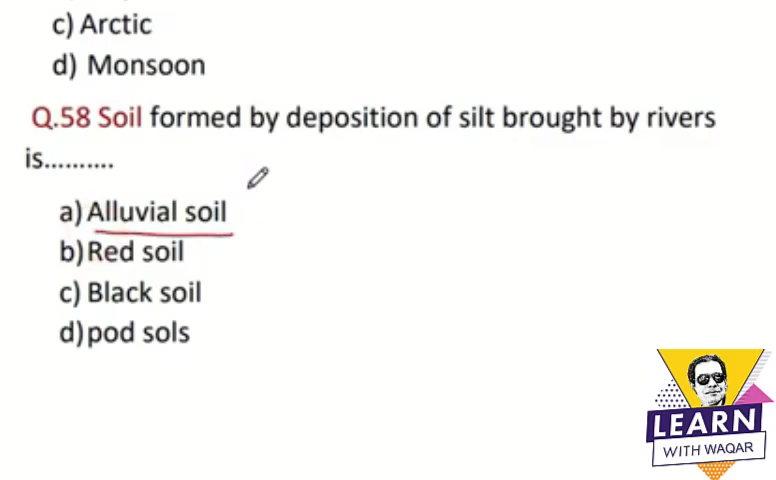 c) Arctic
d) Monsoon
Q.58 Soil formed by deposition of silt brought by rivers
is..........
a) Alluvial soil
b) Red soil
c) Black soil
d) pod sols
LEARN
WITH WAQAR